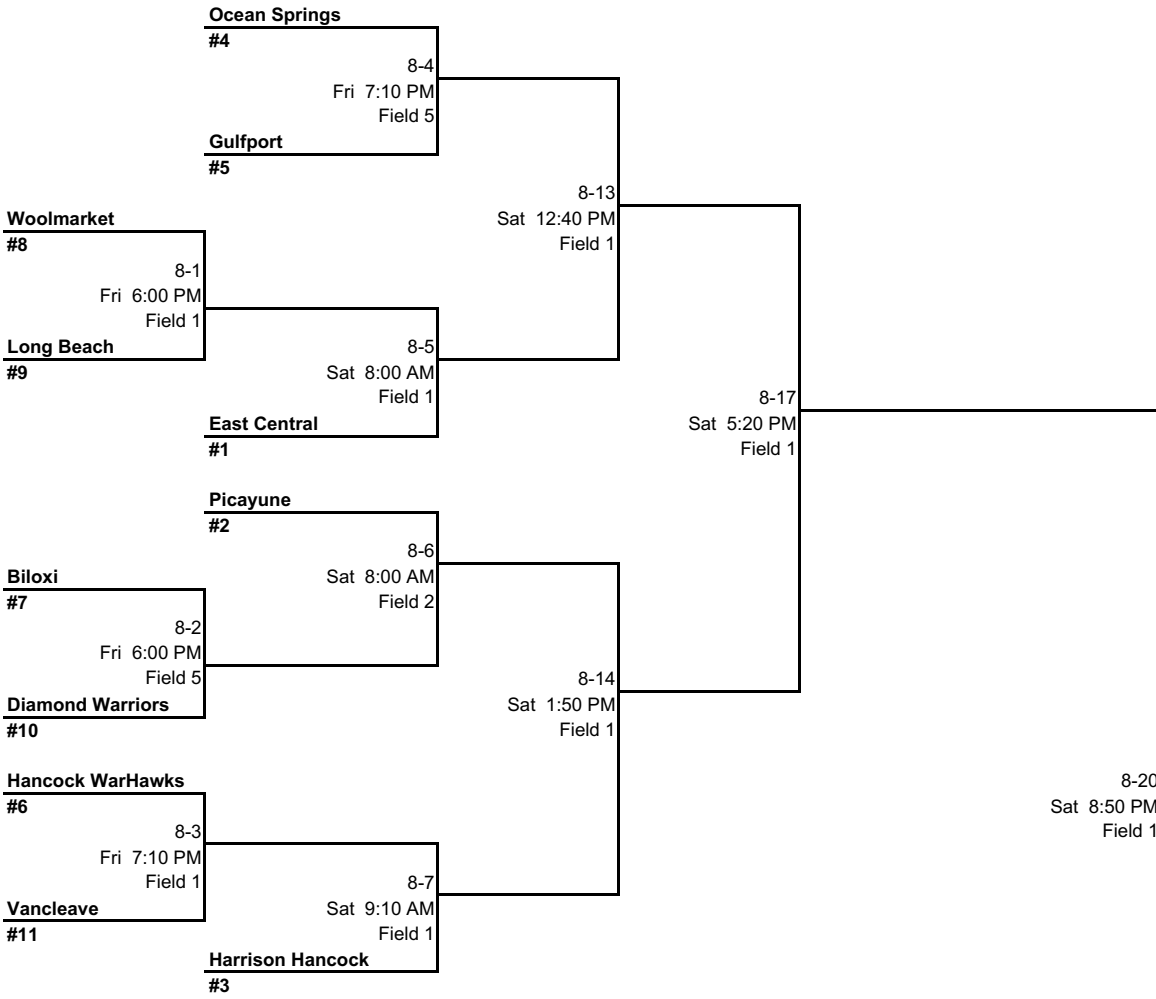 Ocean Springs
#4
8-4
Fri 7:10 PM
Field 5
Gulfport
#5
8-13
Sat 12:40 PM
Field 1
Woolmarket
#8
8-1
Fri 6:00 PM
Field 1
Long Beach
#9
8-5
Sat 8:00 AM
Field 1
East Central
#1
8-17
Sat 5:20 PM
Field 1
Picayune
#2
8-6
Sat 8:00 AM
Field 2
Biloxi
#7
8-2
Fri 6:00 PM
Field 5
Diamond Warriors
#10
8-14
Sat 1:50 PM
Field 1
Hancock WarHawks
#6
8-3
Fri 7:10 PM
Field 1
Vancleave
#11
8-7
Sat 9:10 AM
Field 1
Harrison Hancock
#3
8-20
Sat 8:50 PM
Field 1